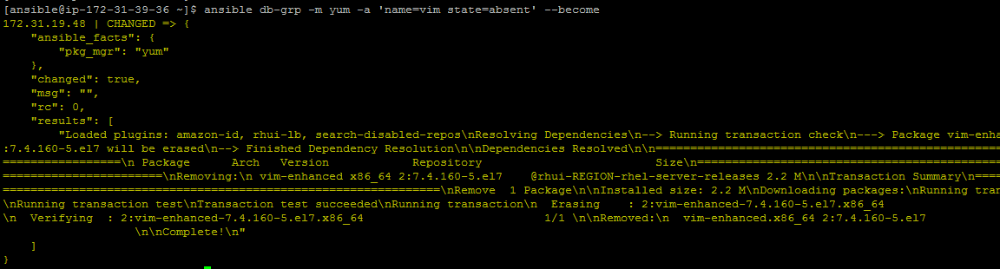 [ansible@ip-172-31-39-36 ~]$ ansible db-grp -m yum -a 'name=vim state=absent' --become
172.31.19.48 | CHANGED => {
    "ansible_facts": {
        "pkg_mgr": "yum"
    },
    "changed": true,
    "msg": "",
    "rc": 0,
    "results": [
        "Loaded plugins: amazon-id, rhui-lb, search-disabled-repos\nResolving Dependencies\n--> Running transaction check\n---> Package vim-enha
:7.4.160-5.el7 will be erased\n--> Finished Dependency Resolution\n\nDependencies Resolved\n\n==================================================
=================\n Package      Arch   Version            Repository                         Size\n============================================
=======================\nRemoving:\n vim-enhanced x86_64 2:7.4.160-5.el7    @rhui-REGION-rhel-server-releases 2.2 M\n\nTransaction Summary\n====
===============================================================\nRemove  1 Package\n\nInstalled size: 2.2 M\nDownloading packages:\nRunning tran
\nRunning transaction test\nTransaction test succeeded\nRunning transaction\n  Erasing    : 2:vim-enhanced-7.4.160-5.el7.x86_64
\n  Verifying  : 2:vim-enhanced-7.4.160-5.el7.x86_64                          1/1 \n\nRemoved:\n  vim-enhanced.x86_64 2:7.4.160-5.el7
                   \n\nComplete!\n"
    ]
}